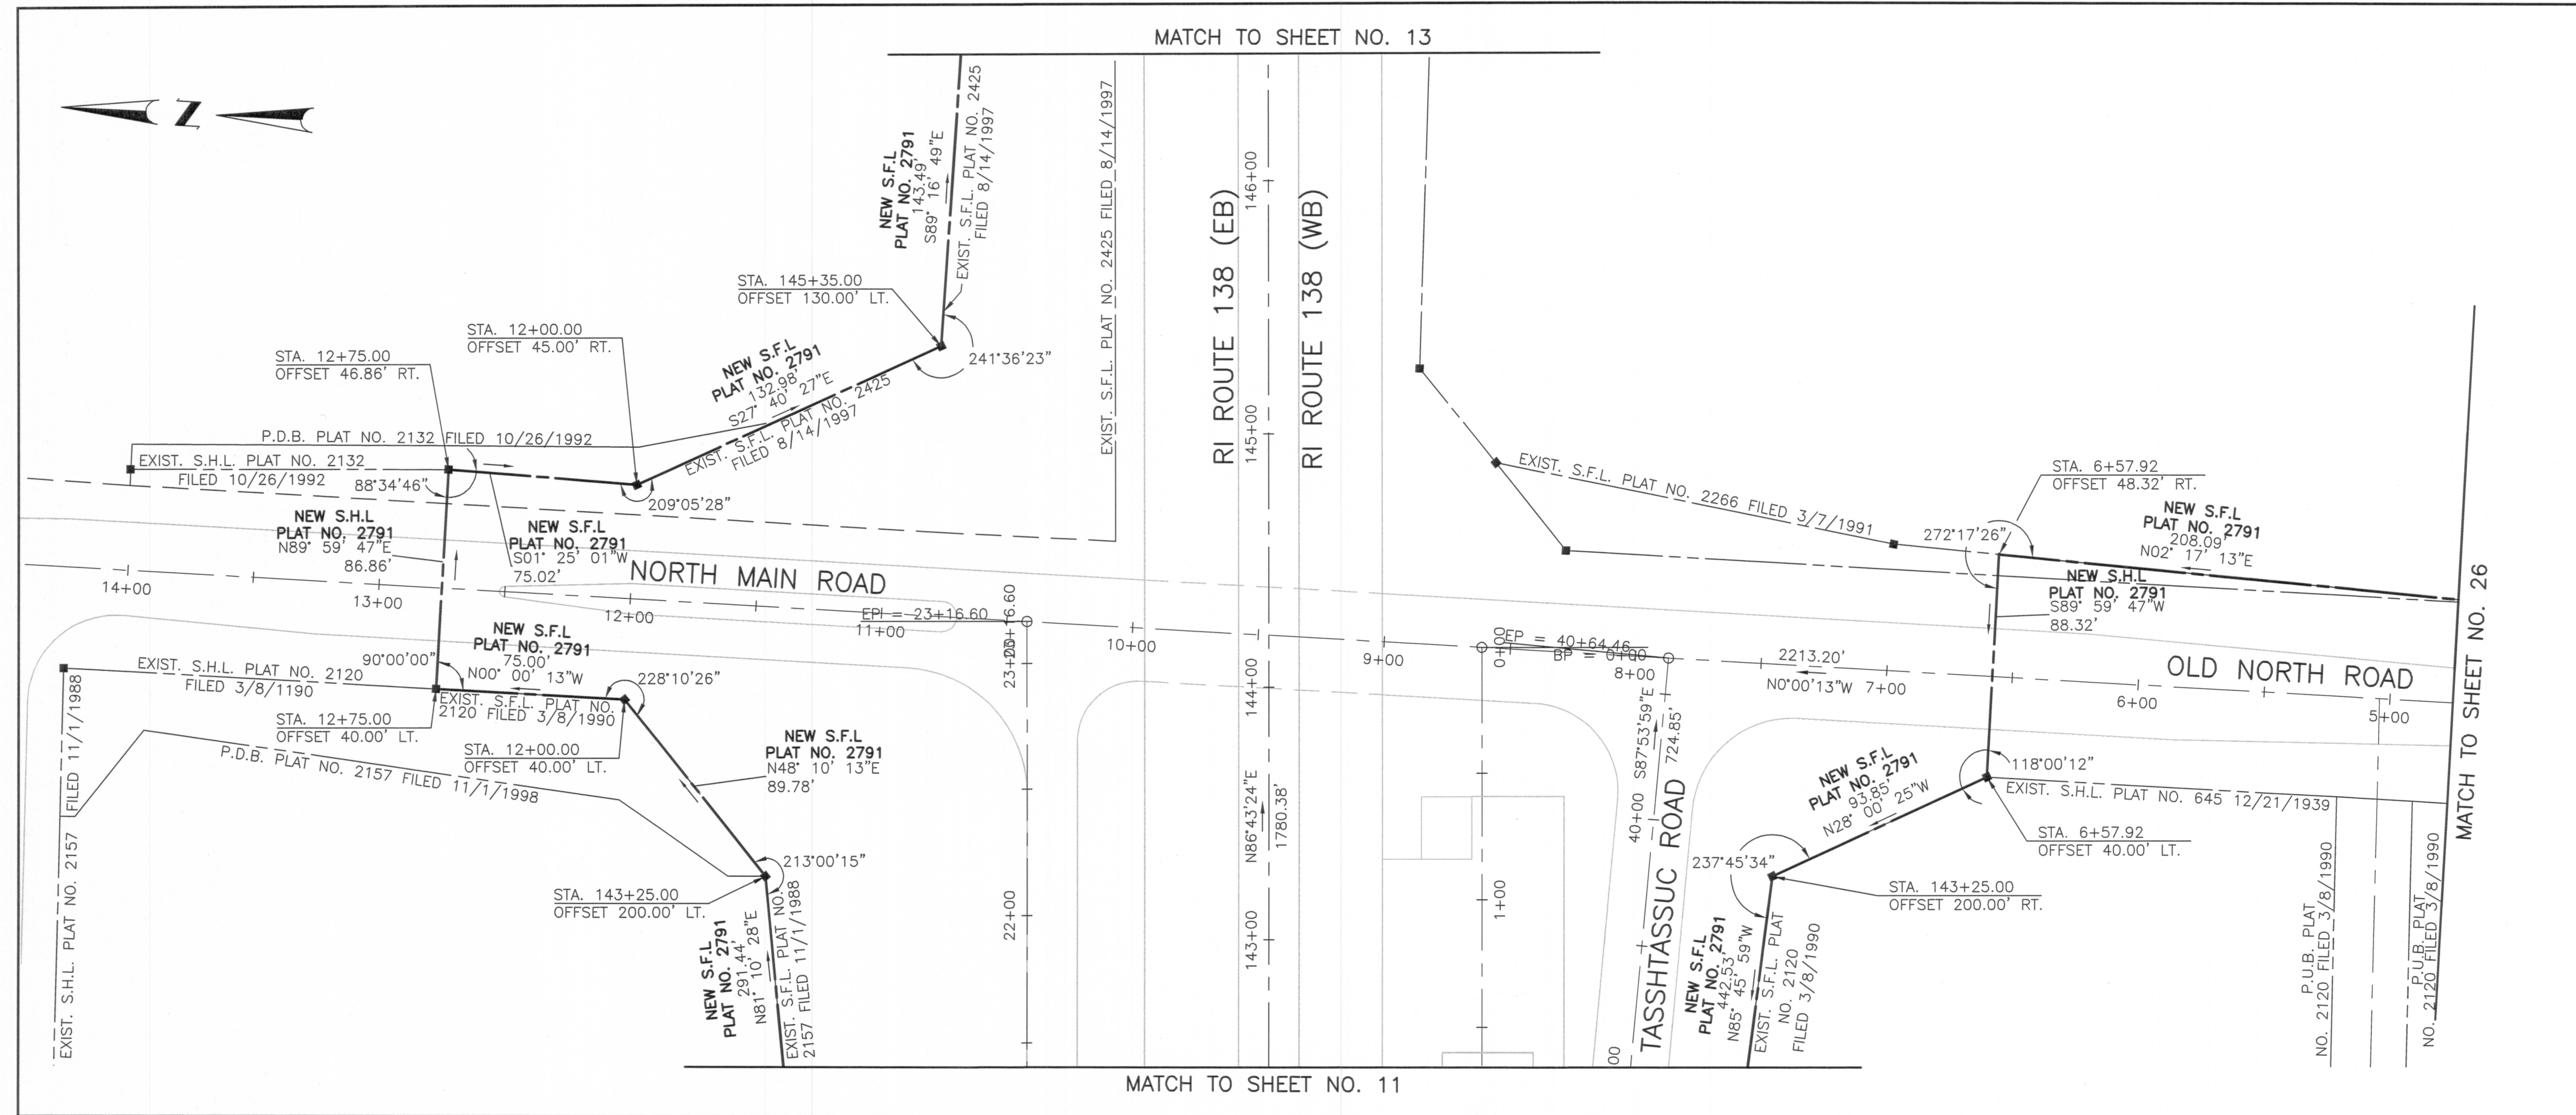 MATCH TO SHEET NO. 13
N
NEW S.F.L
PLAT NO. 2791
143.49'
S89° 16' 49"E
EXIST. S.F.L. PLAT NO. 2425
FILED 8/14/1997
EXIST. S.F.L. PLAT NO. 2425 FILED 8/14/1997
RI ROUTE 138 (EB)
RI ROUTE 138 (WB)
146+00
145+00
144+00
143+00
STA. 145+35.00
OFFSET 130.00' LT.
241°36'23"
STA. 12+00.00
OFFSET 45.00' RT.
STA. 12+75.00
OFFSET 46.86' RT.
NEW S.F.L
PLAT NO. 2791
132.98'
S27° 40' 27"E
EXIST. S.F.L. PLAT NO. 2425
FILED 8/14/1997
P.D.B. PLAT NO. 2132 FILED 10/26/1992
EXIST. S.H.L. PLAT NO. 2132
FILED 10/26/1992
88°34'46"
209°05'28"
NEW S.H.L
PLAT NO. 2791
N89° 59' 47"E
86.86'
NEW S.F.L
PLAT NO. 2791
S01° 25' 01"W
75.02'
NORTH MAIN ROAD
14+00
13+00
12+00
EPI = 23+16.60
11+00
23+16.60
23+00
22+00
10+00
9+00
0+00
EP = 40+64.46
BP = 0+00
8+00
2213.20'
N0°00'13"W
7+00
6+00
5+00
OLD NORTH ROAD
EXIST. S.F.L. PLAT NO. 2266 FILED 3/7/1991
272°17'26"
STA. 6+57.92
OFFSET 48.32' RT.
NEW S.F.L
PLAT NO. 2791
208.09'
N02° 17' 13"E
NEW S.H.L
PLAT NO. 2791
S89° 59' 47"W
88.32'
MATCH TO SHEET NO. 26
NEW S.F.L
PLAT NO. 2791
75.00'
N00° 00' 13"W
90°00'00"
228°10'26"
EXIST. S.H.L. PLAT NO. 2120
FILED 3/8/1190
EXIST. S.F.L. PLAT NO.
2120 FILED 3/8/1990
STA. 12+75.00
OFFSET 40.00' LT.
STA. 12+00.00
OFFSET 40.00' LT.
P.D.B. PLAT NO. 2157 FILED 11/1/1998
EXIST. S.H.L. PLAT NO. 2157 FILED 11/1/1988
NEW S.F.L
PLAT NO. 2791
N48° 10' 13"E
89.78'
213°00'15"
STA. 143+25.00
OFFSET 200.00' LT.
NEW S.F.L
PLAT NO. 2791
291.44'
N81° 10' 28"E
EXIST. S.F.L. PLAT NO.
2157 FILED 11/1/1988
N86°43'24"E
1780.38'
1+00
40+00
S87°53'59"E
724.85'
00
TASSHTASSUC ROAD
NEW S.F.L
PLAT NO. 2791
93.85'
N28° 00' 25"W
118°00'12"
EXIST. S.H.L. PLAT NO. 645 12/21/1939
STA. 6+57.92
OFFSET 40.00' LT.
237°45'34"
STA. 143+25.00
OFFSET 200.00' RT.
NEW S.F.L
PLAT NO. 2791
442.53'
N85° 45' 59"W
EXIST. S.F.L. PLAT
NO. 2120
FILED 3/8/1990
P.U.B. PLAT
NO. 2120 FILED 3/8/1990
P.U.B. PLAT
NO. 2120 FILED 3/8/1990
MATCH TO SHEET NO. 11